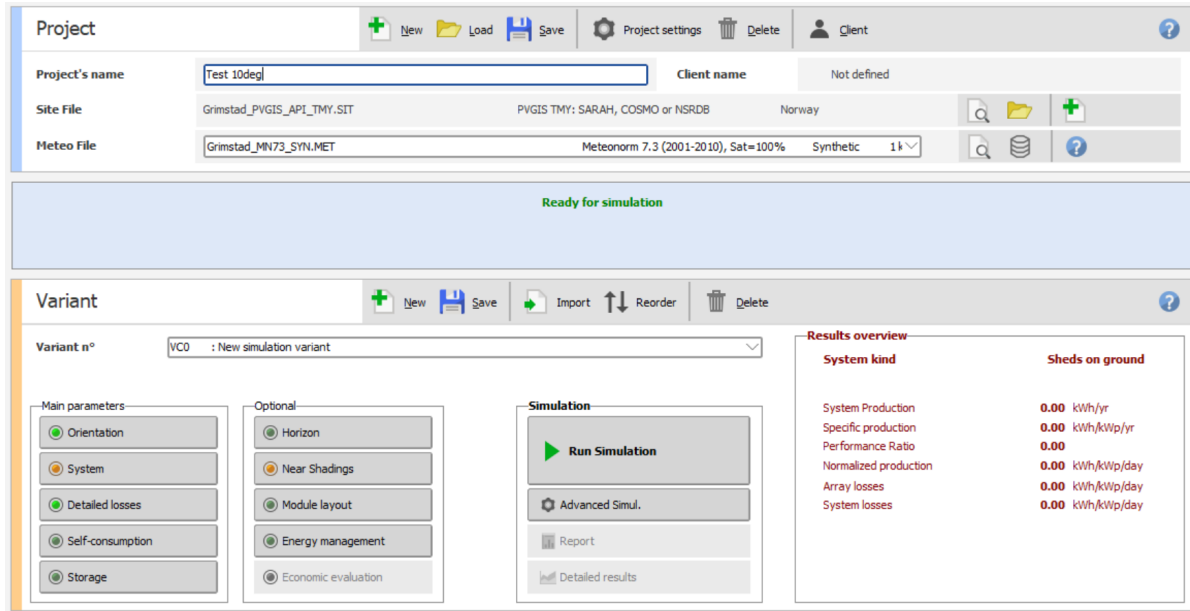 Project New Load Save Project settings Delete Client
Project's name Test 10deg Client name Not defined
Site File Grimstad_PVGIS_API_TMY.SIT PVGIS TMY: SARAH, COSMO or NSRDB Norway
Meteo File Grimstad_MN73_SYN.MET Meteonorm 7.3 (2001-2010), Sat=100% Synthetic 1 k
Ready for simulation
Variant New Save Import Reorder Delete
Variant n° VC0 : New simulation variant
Results overview
System kind Sheds on ground
Main parameters Optional Simulation
Orientation Horizon Run Simulation
System Near Shadings
Detailed losses Module layout Advanced Simul.
Self-consumption Energy management Report
Storage Economic evaluation Detailed results
System Production 0.00 kWh/yr
Specific production 0.00 kWh/kWp/yr
Performance Ratio 0.00
Normalized production 0.00 kWh/kWp/day
Array losses 0.00 kWh/kWp/day
System losses 0.00 kWh/kWp/day